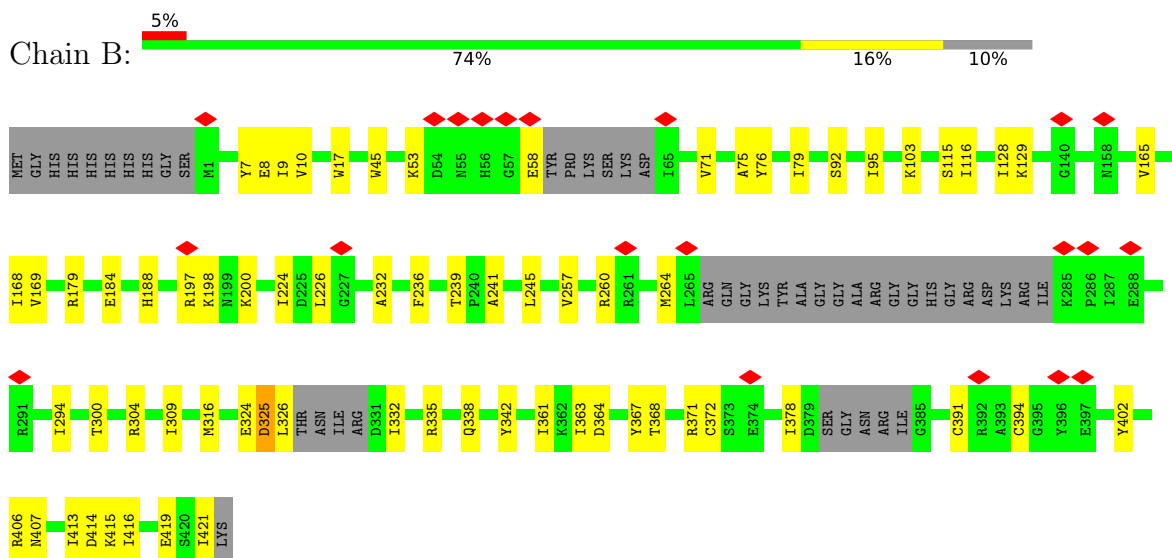 5%
Chain B:
74% 16% 10%
MET GLY HIS HIS HIS HIS HIS HIS GLY SER M1 Y7 E8 I9 V10 W17 W45 K53 D54 N55 H56 G57 E58 TYR PRO LYS SER LYS ASP I65 V71 A75 Y76 I79 S92 I95 K103 S115 I116 I128 K129 G140 N158 V165
I168 V169 R179 E184 H188 R197 K198 N199 K200 I224 D225 L226 G227 A232 F236 T239 P240 A241 L245 V257 R260 R261 M264 L265 ARG GLN GLY LYS TYR ALA GLY GLY ALA ARG GLY GLY HIS GLY ARG ASP LYS ARG ILE K285 P286 I287 E288
R291 I294 T300 R304 I309 M316 E324 D325 L326 THR ASN ILE ARG D331 I332 R335 Q338 Y342 I361 K362 I363 D364 Y367 T368 R371 C372 S373 E374 I378 D379 SER GLY ASN ARG ILE G385 C391 R392 A393 C394 G395 Y396 E397 Y402
R406 N407 I413 D414 K415 I416 E419 S420 I421 LYS